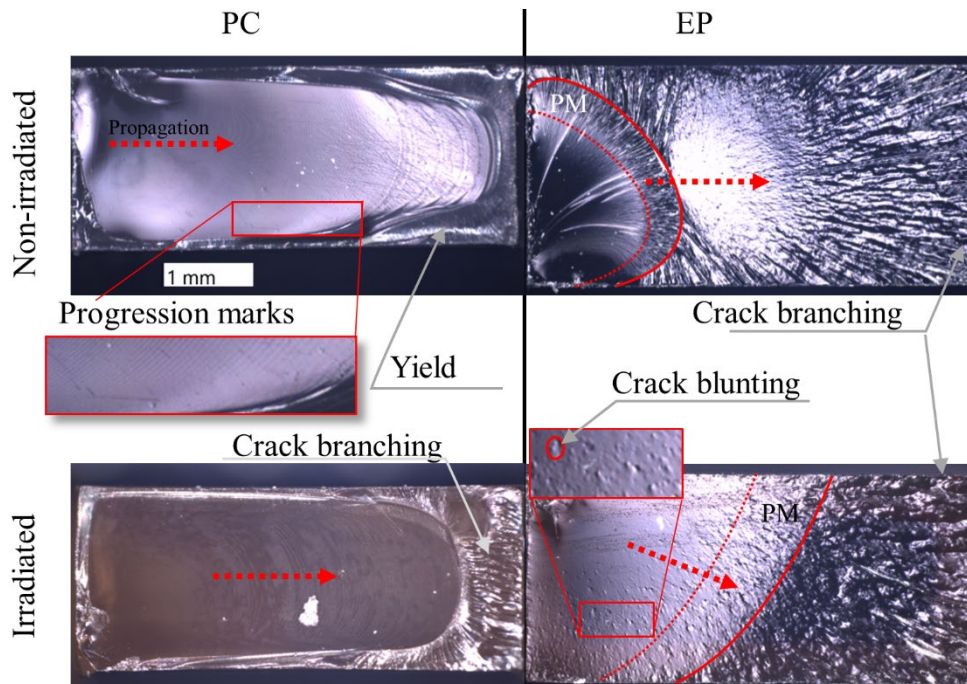 PC
EP
Non-irradiated
Propagation
PM
1 mm
Progression marks
Yield
Crack branching
Crack blunting
Crack branching
Irradiated
PM